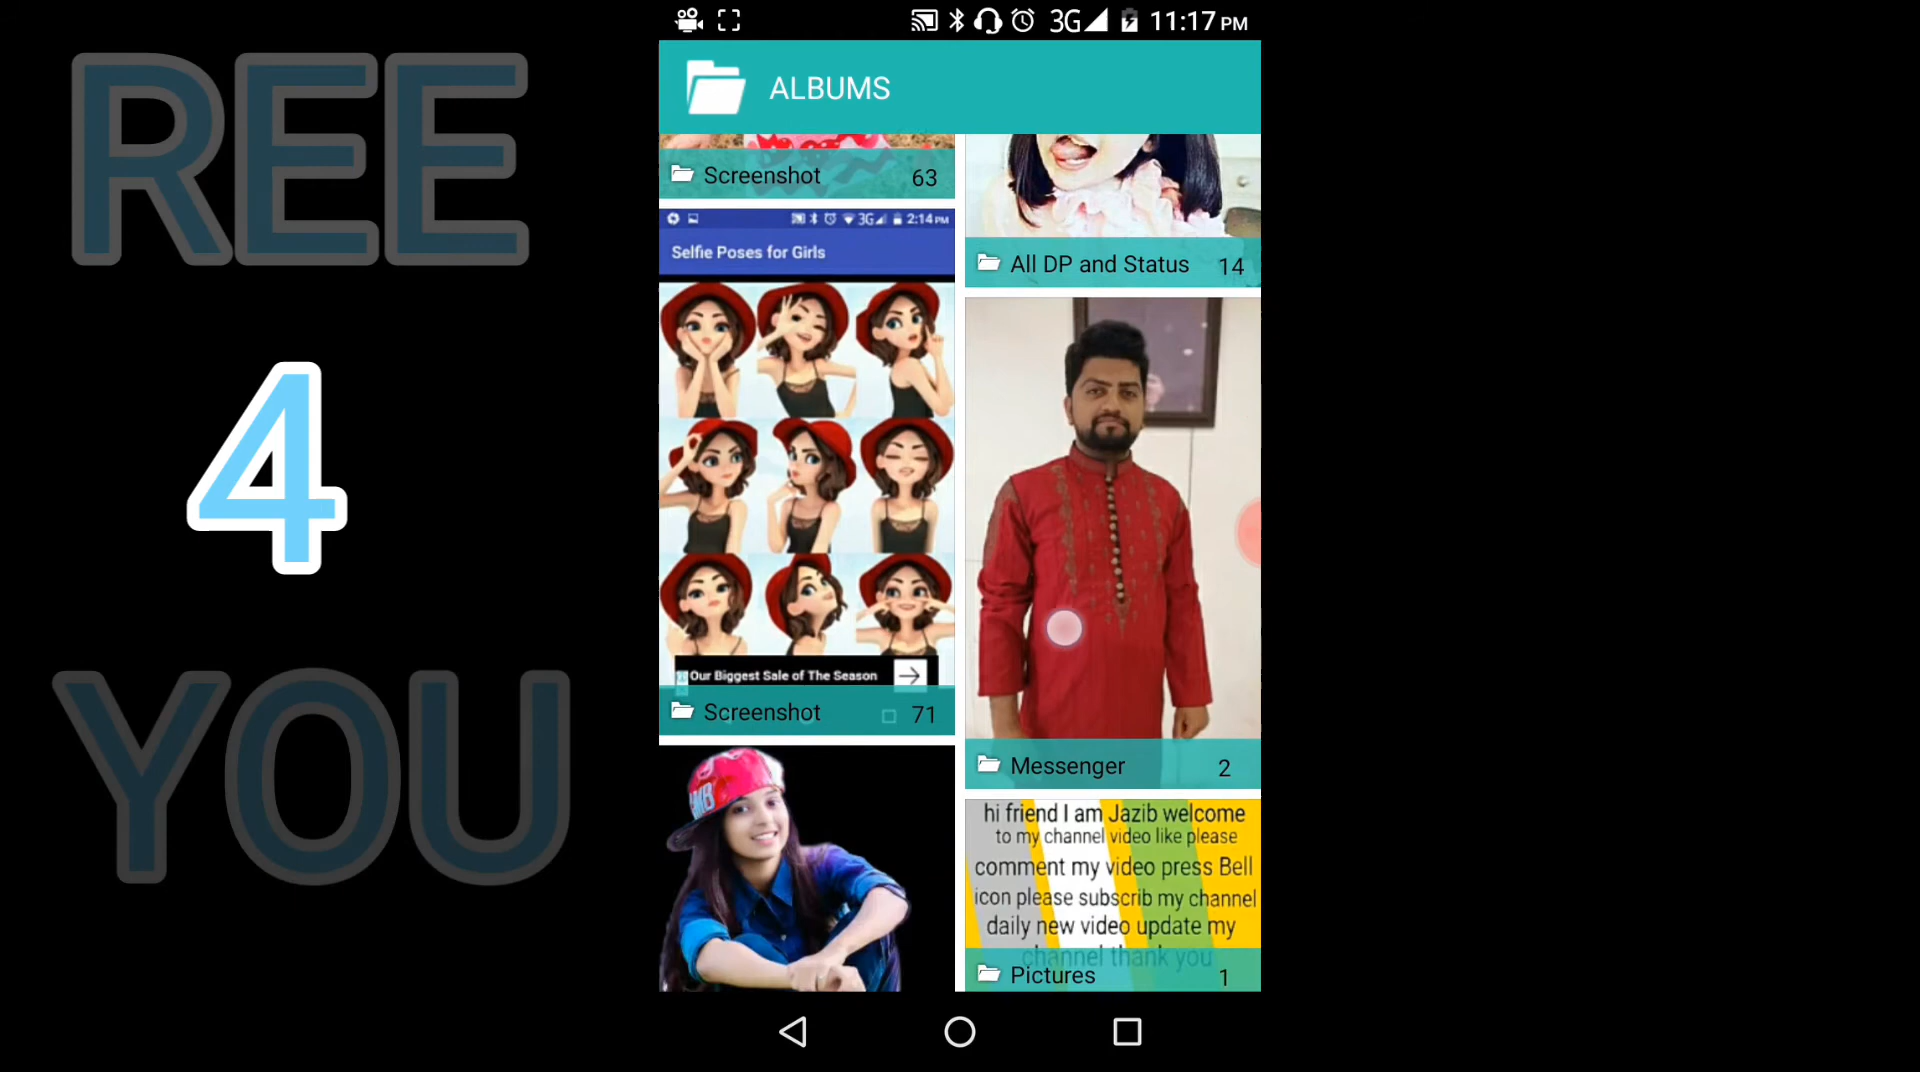 REE
4
YOU
3G 11:17 PM
ALBUMS
Screenshot 63
3G 2:14 PM
Selfie Poses for Girls
Our Biggest Sale of The Season
Screenshot 71
All DP and Status 14
Messenger 2
hi friend I am Jazib welcome
to my channel video like please
comment my video press Bell
icon please subscrib my channel
daily new video update my
channel thank you
Pictures 1